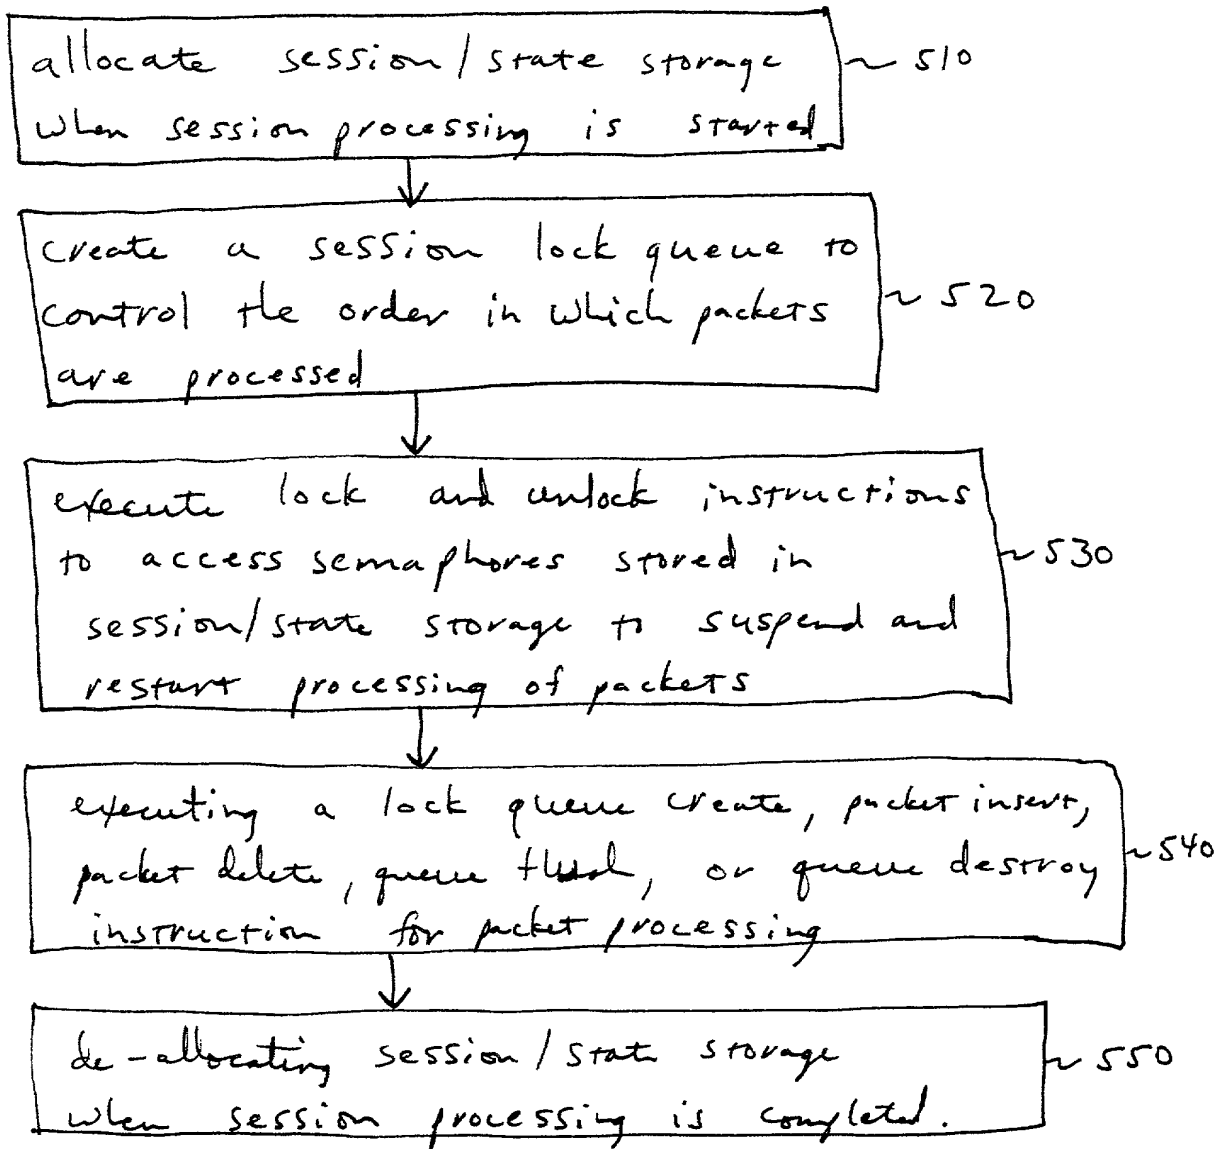 allocate session/state storage ~ 510
when session processing is started
create a session lock queue to
control the order in which packets ~ 520
are processed
execute lock and unlock instructions
to access semaphores stored in ~ 530
session/state storage to suspend and
restart processing of packets
executing a lock queue create, packet insert,
packet delete, queue flush, or queue destroy ~ 540
instruction for packet processing
de-allocating session/state storage ~ 550
when session processing is completed.